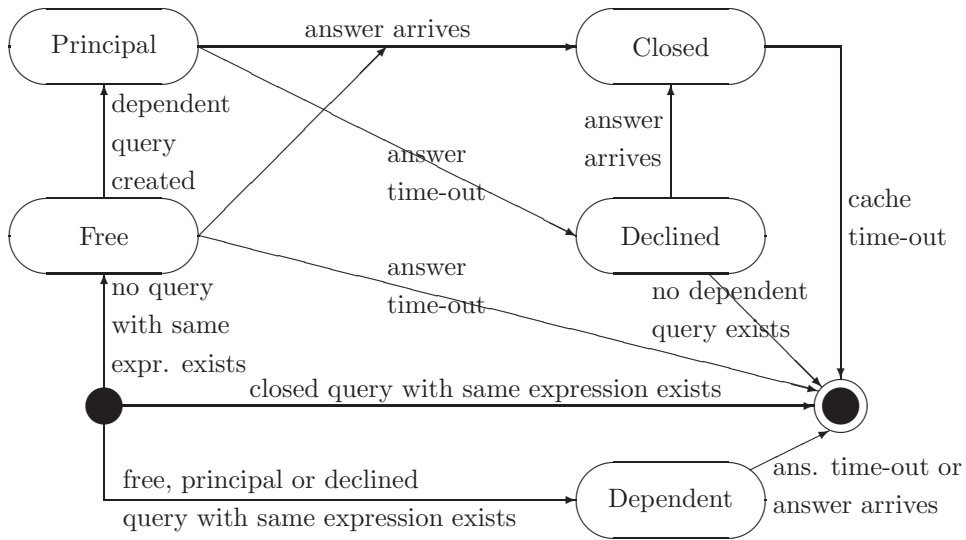 answer arrives
Principal
Closed
dependent
query
created
answer
arrives
answer
time-out
cache
time-out
Free
Declined
answer
time-out
no query
with same
expr. exists
no dependent
query exists
closed query with same expression exists
free, principal or declined
query with same expression exists
Dependent
ans. time-out or
answer arrives